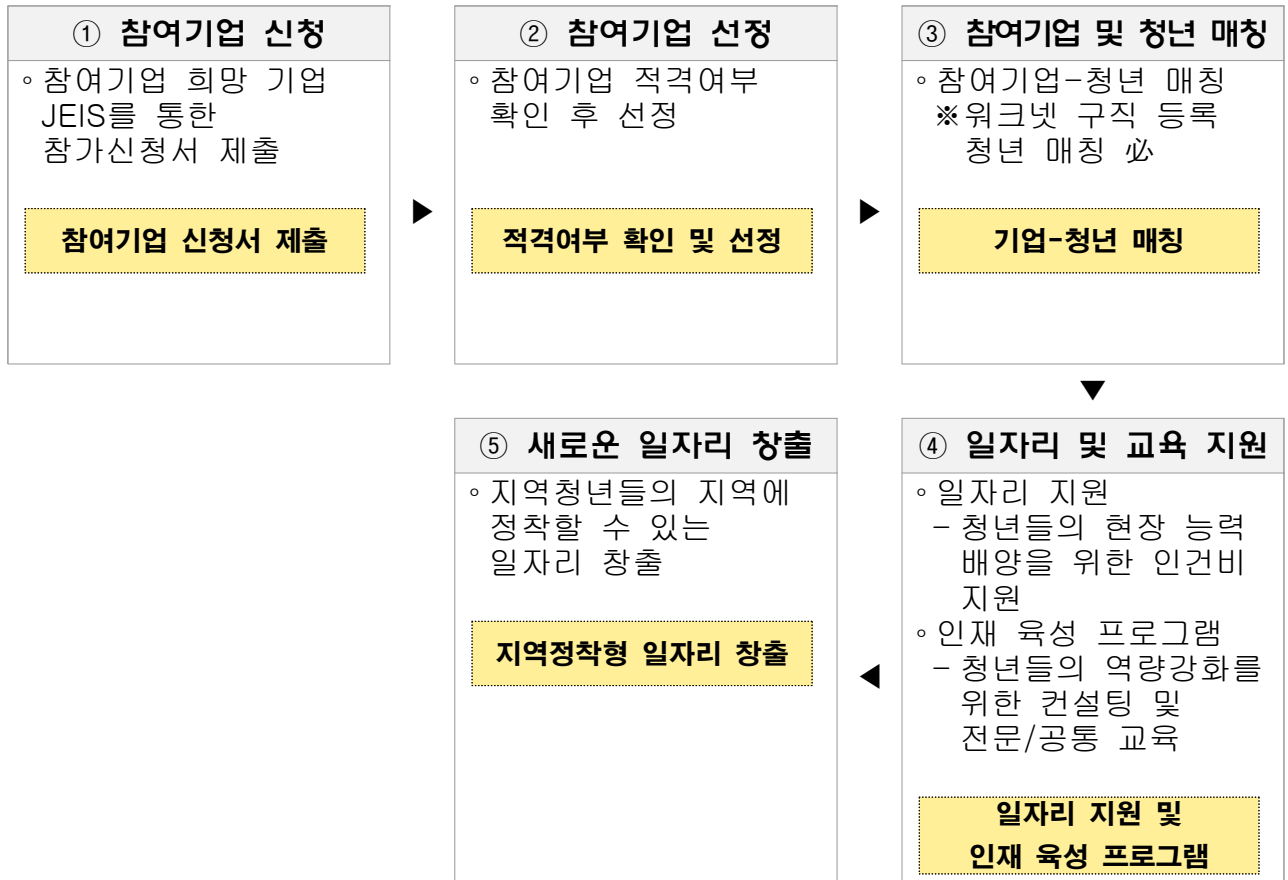 ① 참여기업 신청
◦참여기업 희망 기업
JEIS를 통한
참가신청서 제출
참여기업 신청서 제출
▶
② 참여기업 선정
◦참여기업 적격여부
확인 후 선정
적격여부 확인 및 선정
▶
③ 참여기업 및 청년 매칭
◦참여기업-청년 매칭
※워크넷 구직 등록
청년 매칭 必
기업-청년 매칭
▼
④ 일자리 및 교육 지원
◦일자리 지원
- 청년들의 현장 능력
배양을 위한 인건비
지원
◦인재 육성 프로그램
- 청년들의 역량강화를
위한 컨설팅 및
전문/공통 교육
일자리 지원 및
인재 육성 프로그램
◀
⑤ 새로운 일자리 창출
◦지역청년들의 지역에
정착할 수 있는
일자리 창출
지역정착형 일자리 창출